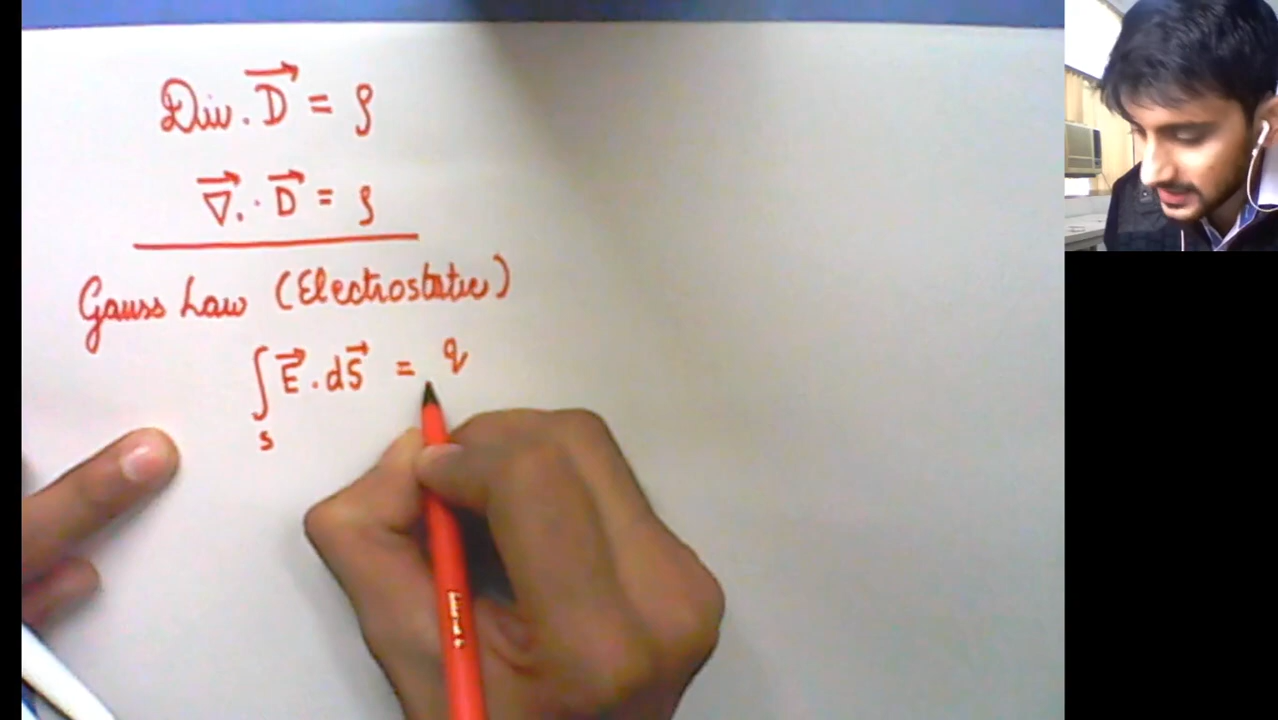 Div. D⃗ = ρ
∇⃗. · D⃗ = ρ
Gauss Law (Electrostatic)
∫ₛ E⃗ . dS⃗ = q